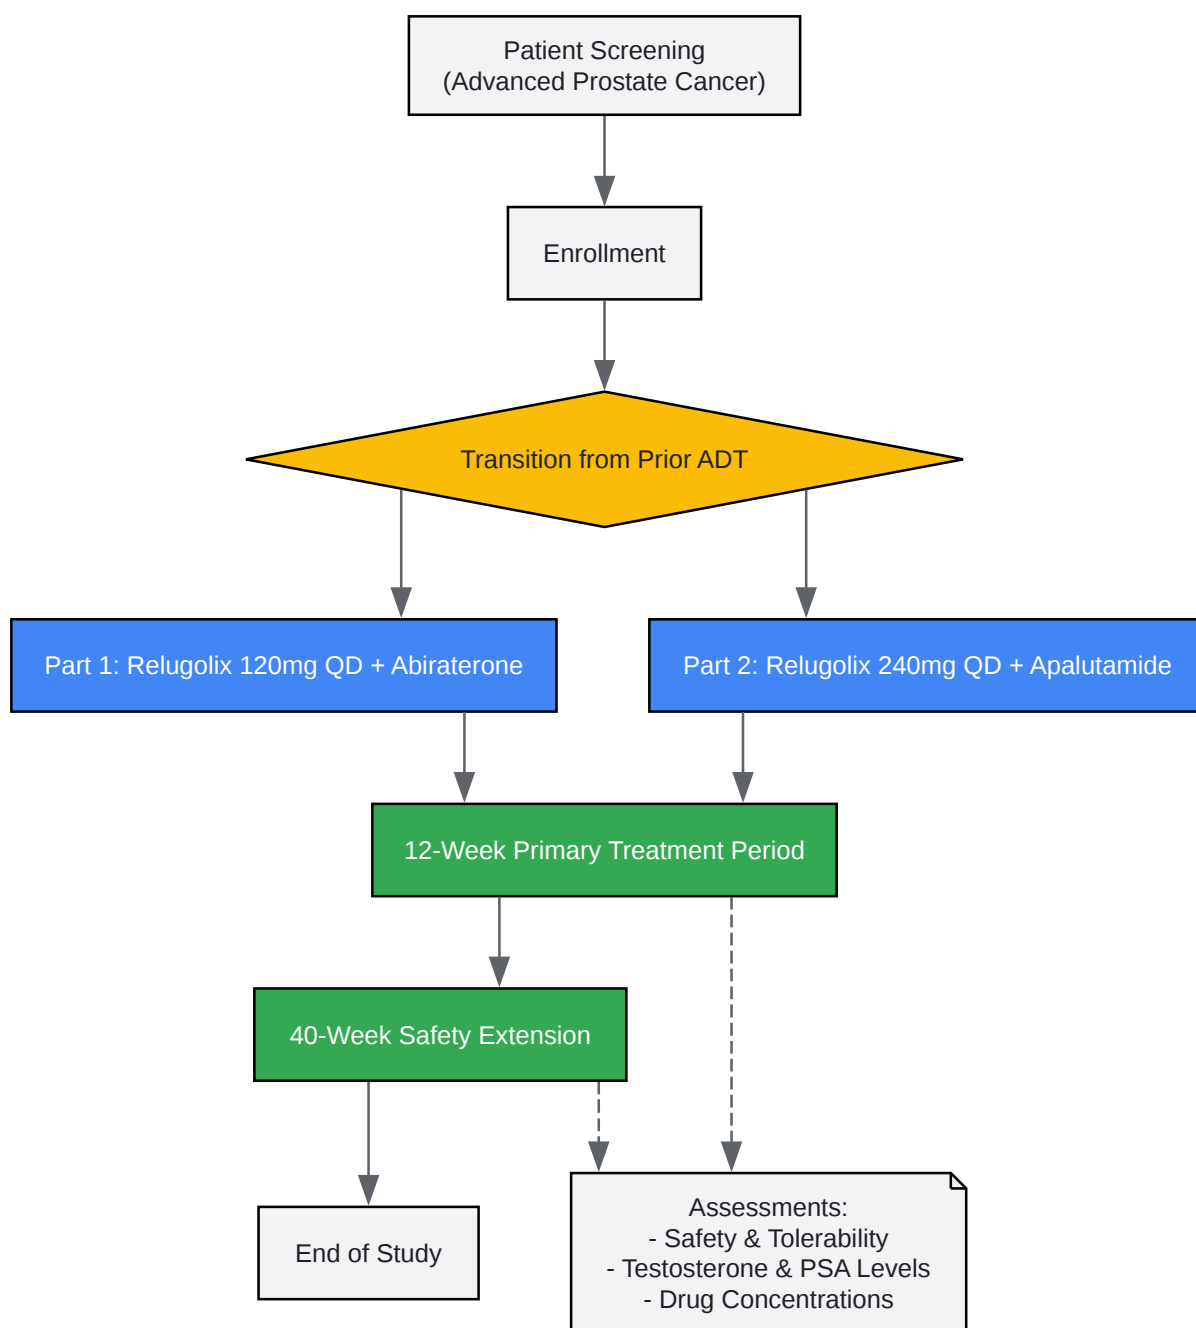 Patient Screening
(Advanced Prostate Cancer)
Enrollment
Transition from Prior ADT
Part 1: Relugolix 120mg QD + Abiraterone
Part 2: Relugolix 240mg QD + Apalutamide
12-Week Primary Treatment Period
40-Week Safety Extension
End of Study
Assessments:
- Safety & Tolerability
- Testosterone & PSA Levels
- Drug Concentrations